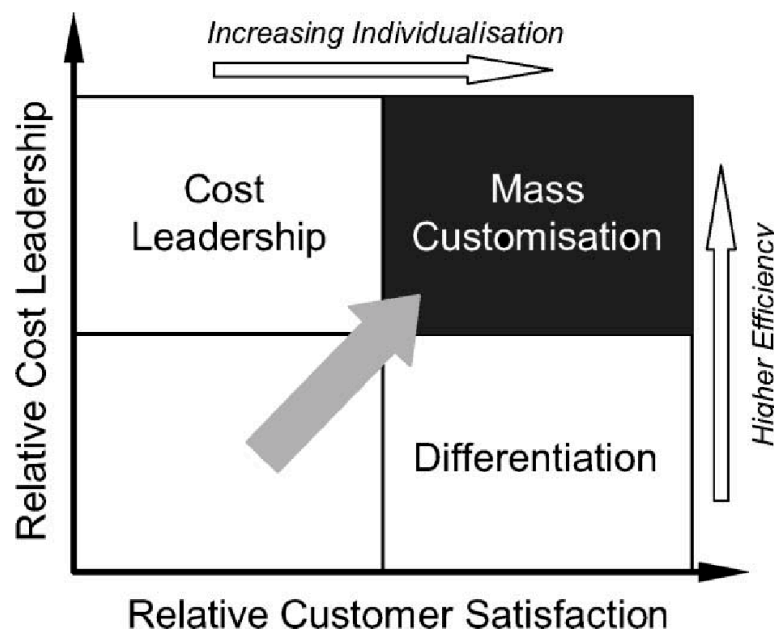 Increasing Individualisation
Relative Cost Leadership
Cost
Leadership
Mass
Customisation
Higher Efficiency
Differentiation
Relative Customer Satisfaction